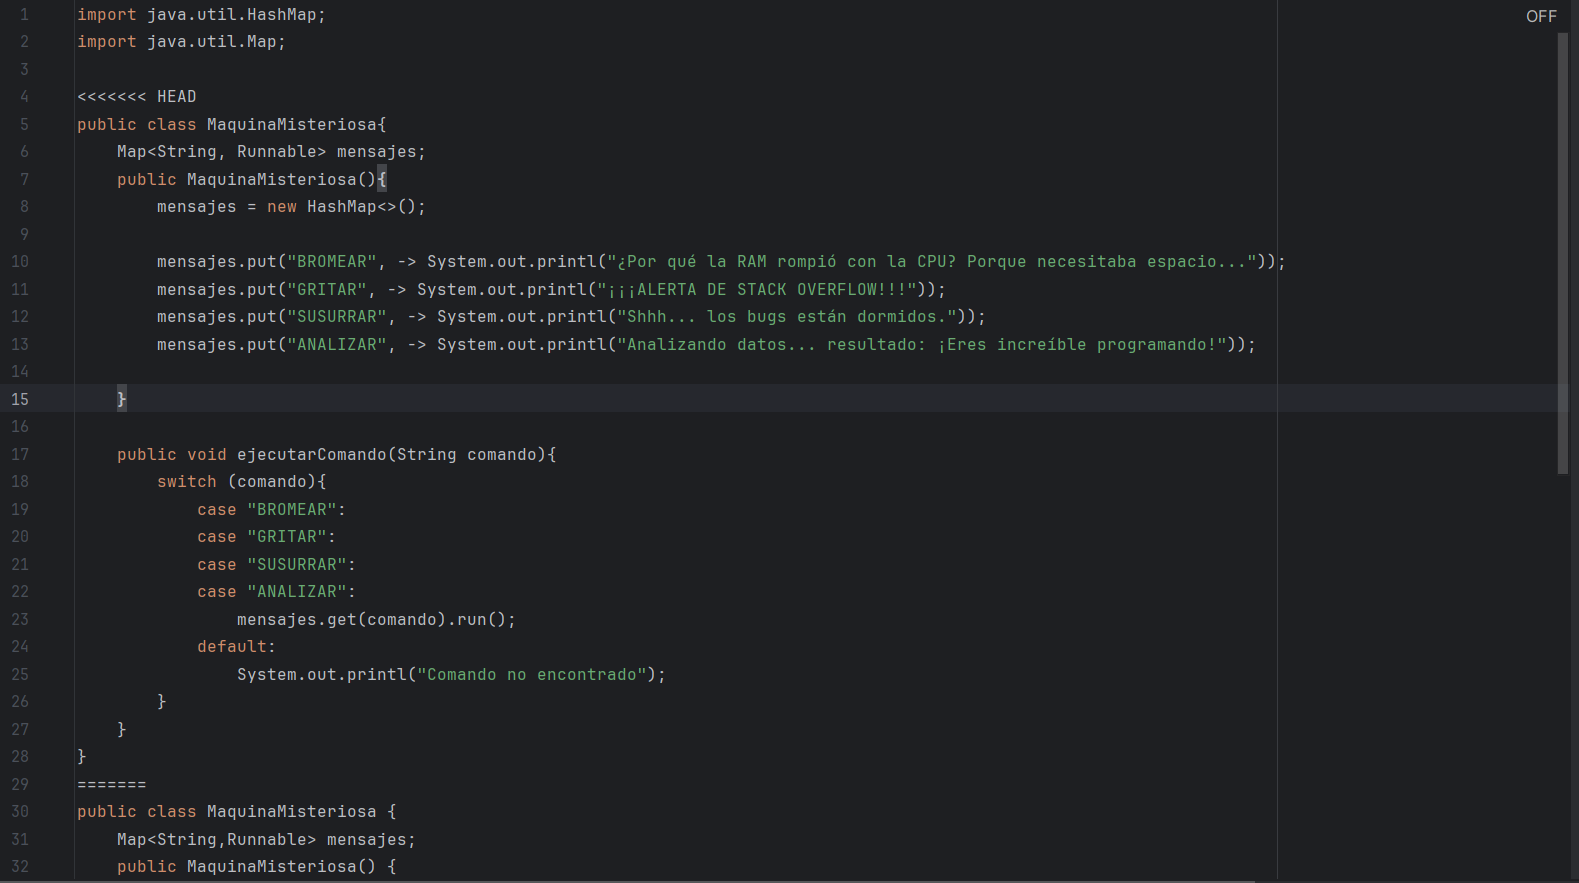 OFF
1 import java.util.HashMap;
2 import java.util.Map;
3
4 <<<<<<< HEAD
5 public class MaquinaMisteriosa{
6     Map<String, Runnable> mensajes;
7     public MaquinaMisteriosa(){
8         mensajes = new HashMap<>();
9
10         mensajes.put("BROMEAR", -> System.out.printl("¿Por qué la RAM rompió con la CPU? Porque necesitaba espacio..."));
11         mensajes.put("GRITAR", -> System.out.printl("¡¡¡ALERTA DE STACK OVERFLOW!!!"));
12         mensajes.put("SUSURRAR", -> System.out.printl("Shhh... los bugs están dormidos."));
13         mensajes.put("ANALIZAR", -> System.out.printl("Analizando datos... resultado: ¡Eres increíble programando!"));
14
15     }
16
17     public void ejecutarComando(String comando){
18         switch (comando){
19             case "BROMEAR":
20             case "GRITAR":
21             case "SUSURRAR":
22             case "ANALIZAR":
23                 mensajes.get(comando).run();
24             default:
25                 System.out.printl("Comando no encontrado");
26         }
27     }
28 }
29 =======
30 public class MaquinaMisteriosa {
31     Map<String,Runnable> mensajes;
32     public MaquinaMisteriosa() {